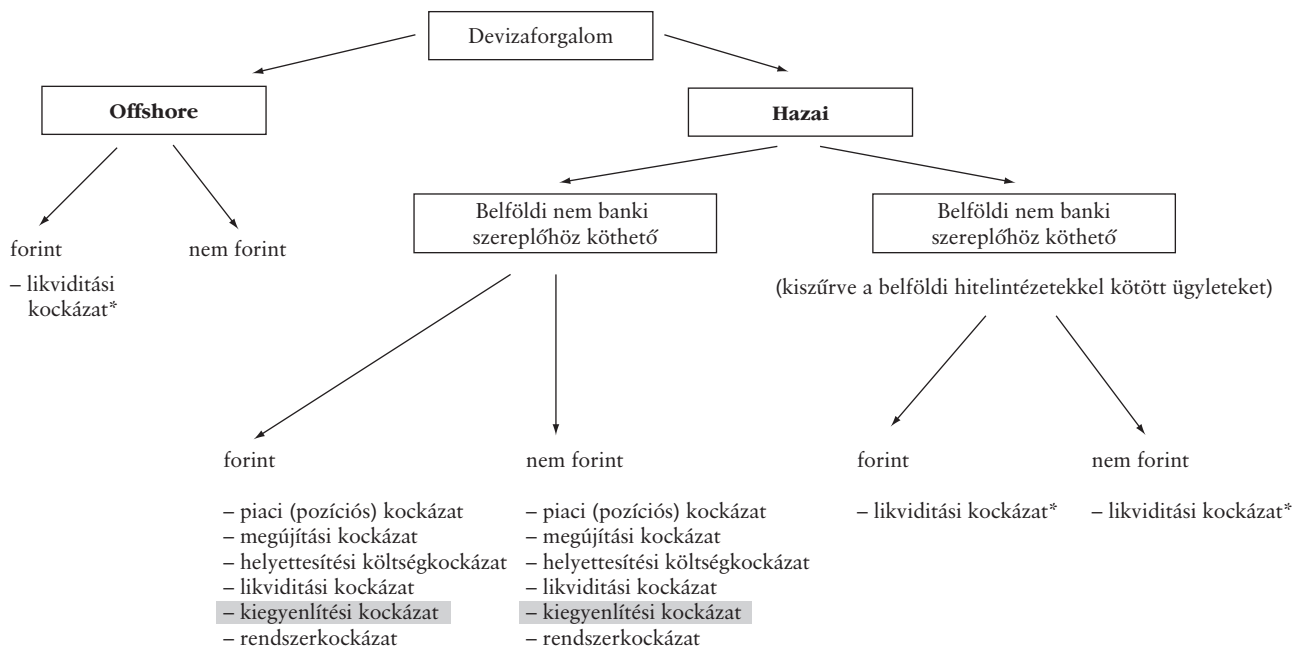 Devizaforgalom
Offshore
Hazai
forint
– likviditási
kockázat*
nem forint
Belföldi nem banki
szereplőhöz köthető
Belföldi nem banki
szereplőhöz köthető
(kiszűrve a belföldi hitelintézetekkel kötött ügyleteket)
forint
– piaci (pozíciós) kockázat
– megújítási kockázat
– helyettesítési költségkockázat
– likviditási kockázat
– kiegyenlítési kockázat
– rendszerkockázat
nem forint
– piaci (pozíciós) kockázat
– megújítási kockázat
– helyettesítési költségkockázat
– likviditási kockázat
– kiegyenlítési kockázat
– rendszerkockázat
forint
– likviditási kockázat*
nem forint
– likviditási kockázat*